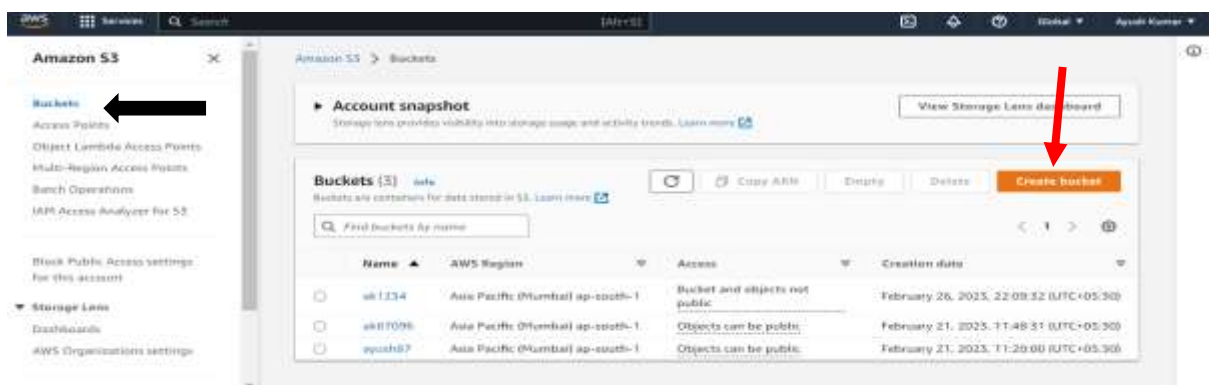 aws Services Search [Alt+S] Global ▼ Ayush Kumar ▼
Amazon S3
Amazon S3 > Buckets
Buckets
Access Points
Object Lambda Access Points
Multi-Region Access Points
Batch Operations
IAM Access Analyzer for S3
Block Public Access settings
for this account
▼ Storage Lens
Dashboards
AWS Organizations settings
▶ Account snapshot
Storage lens provides visibility into storage usage and activity trends. Learn more
View Storage Lens dashboard
Buckets (3) Info
Buckets are containers for data stored in S3. Learn more
Copy ARN Empty Delete Create bucket
Find buckets by name
< 1 >
Name ▲ AWS Region Access Creation date
ak1234 Asia Pacific (Mumbai) ap-south-1 Bucket and objects not public February 26, 2023, 22:09:32 (UTC+05:30)
Asia Pacific (Mumbai) ap-south-1 Objects can be public February 21, 2023, 11:48:31 (UTC+05:30)
ayush87 Asia Pacific (Mumbai) ap-south-1 Objects can be public February 21, 2023, 11:20:00 (UTC+05:30)